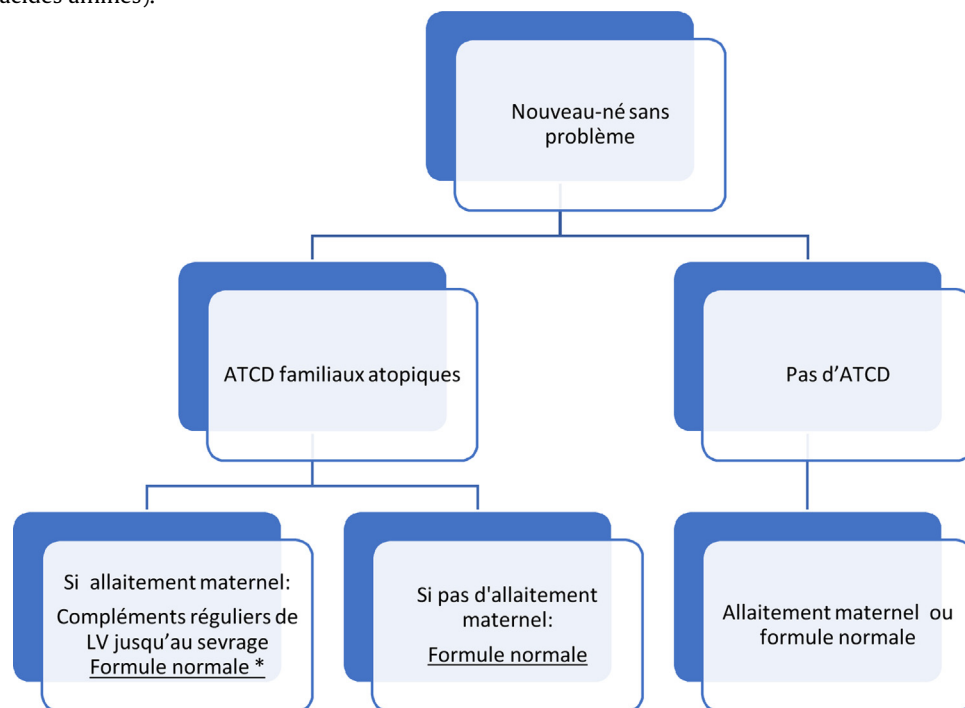 acides aminés).
Nouveau-né sans
problème
ATCD familiaux atopiques
Pas d’ATCD
Si allaitement maternel:
Compléments réguliers de
LV jusqu’au sevrage
Formule normale *
Si pas d'allaitement
maternel:
Formule normale
Allaitement maternel ou
formule normale